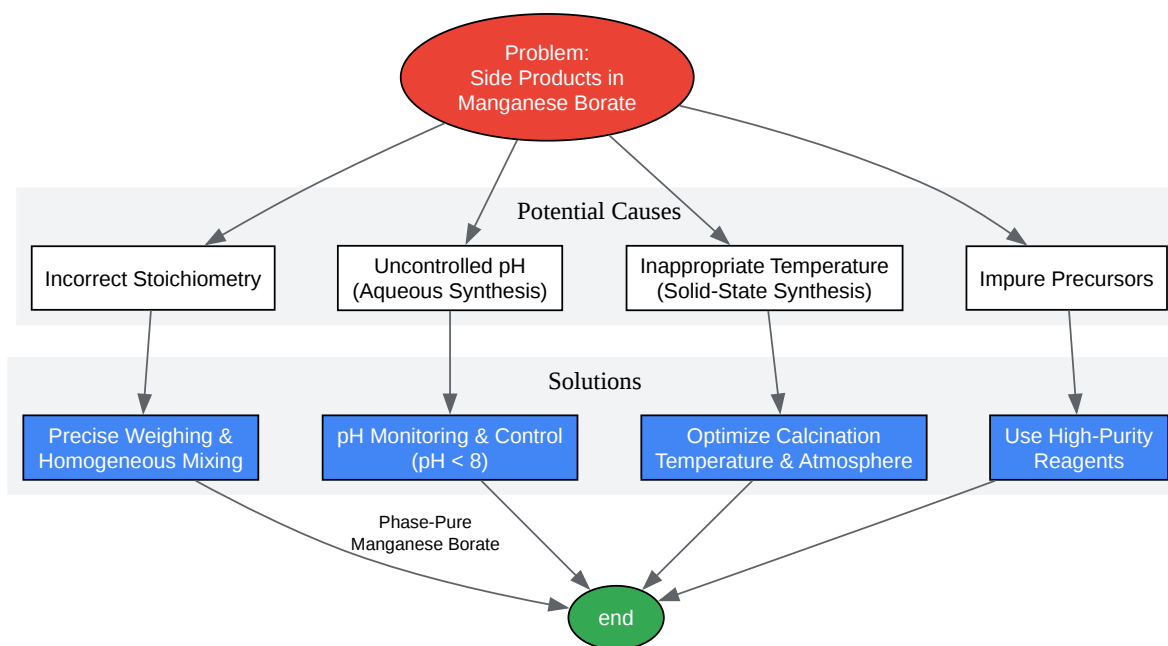 Problem:
Side Products in
Manganese Borate
Potential Causes
Incorrect Stoichiometry
Uncontrolled pH
(Aqueous Synthesis)
Inappropriate Temperature
(Solid-State Synthesis)
Impure Precursors
Solutions
Precise Weighing &
Homogeneous Mixing
pH Monitoring & Control
(pH < 8)
Optimize Calcination
Temperature & Atmosphere
Use High-Purity
Reagents
Phase-Pure
Manganese Borate
end